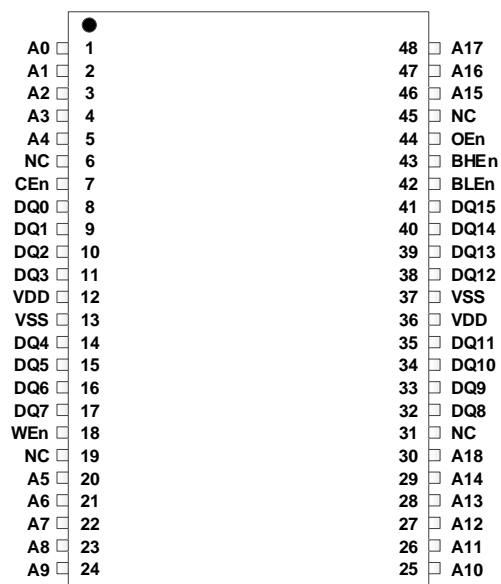 A0 1 48 A17
A1 2 47 A16
A2 3 46 A15
A3 4 45 NC
A4 5 44 OEn
NC 6 43 BHEn
CEn 7 42 BLEn
DQ0 8 41 DQ15
DQ1 9 40 DQ14
DQ2 10 39 DQ13
DQ3 11 38 DQ12
VDD 12 37 VSS
VSS 13 36 VDD
DQ4 14 35 DQ11
DQ5 15 34 DQ10
DQ6 16 33 DQ9
DQ7 17 32 DQ8
WEn 18 31 NC
NC 19 30 A18
A5 20 29 A14
A6 21 28 A13
A7 22 27 A12
A8 23 26 A11
A9 24 25 A10